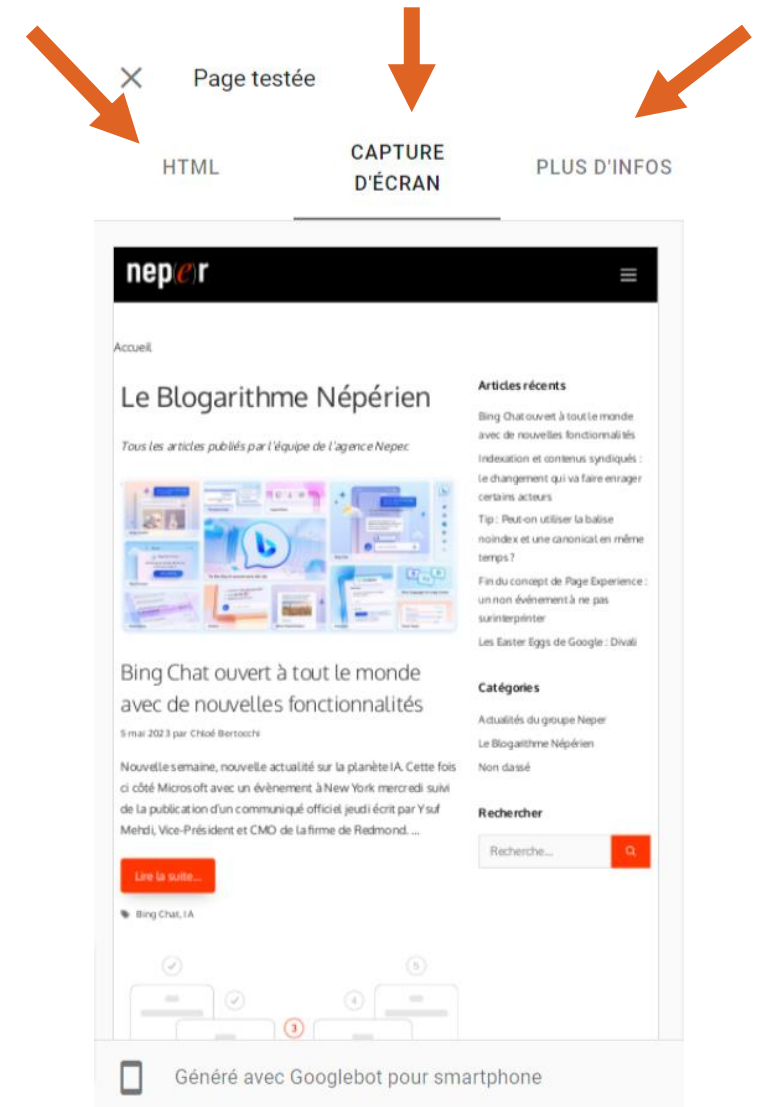 Page testée
HTML
CAPTURE
D'ÉCRAN
PLUS D'INFOS
nep(e)r
Accueil
Le Blogarithme Népérien
Tous les articles publiés par l'équipe de l'agence Neper.
Bing Chat ouvert à tout le monde
avec de nouvelles fonctionnalités
5 mai 2023 par Chloé Bertocchi
Nouvelle semaine, nouvelle actualité sur la planète IA. Cette fois
ci côté Microsoft avec un évènement à New York mercredi suivi
de la publication d'un communiqué officiel jeudi écrit par Ysuf
Mehdi, Vice-Président et CMO de la firme de Redmond. ...
Lire la suite...
Bing Chat, IA
5
4
3
Articles récents
Bing Chat ouvert à tout le monde
avec de nouvelles fonctionnalités
Indexation et contenus syndiqués :
le changement qui va faire enrager
certains acteurs
Tip : Peut-on utiliser la balise
noindex et une canonical en même
temps ?
Fin du concept de Page Experience :
un non événement à ne pas
surinterprinter
Les Easter Eggs de Google : Divali
Catégories
Actualités du groupe Neper
Le Blogarithme Népérien
Non classé
Rechercher
Recherche...
Généré avec Googlebot pour smartphone